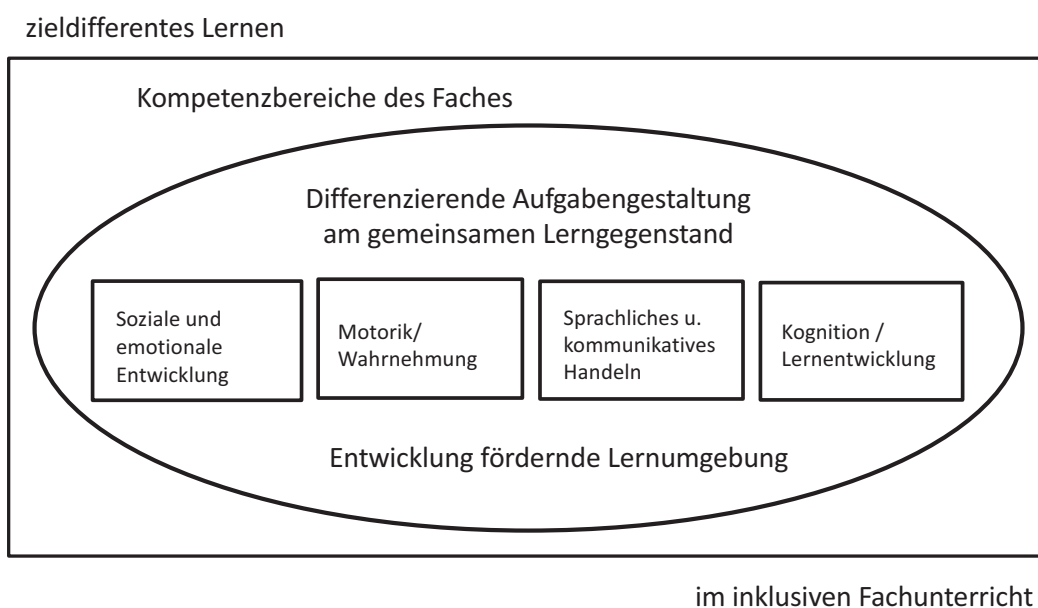 zieldifferentes Lernen
Kompetenzbereiche des Faches
Differenzierende Aufgabengestaltung
am gemeinsamen Lerngegenstand
Soziale und
emotionale
Entwicklung
Motorik/
Wahrnehmung
Sprachliches u.
kommunikatives
Handeln
Kognition /
Lernentwicklung
Entwicklung fördernde Lernumgebung
im inklusiven Fachunterricht